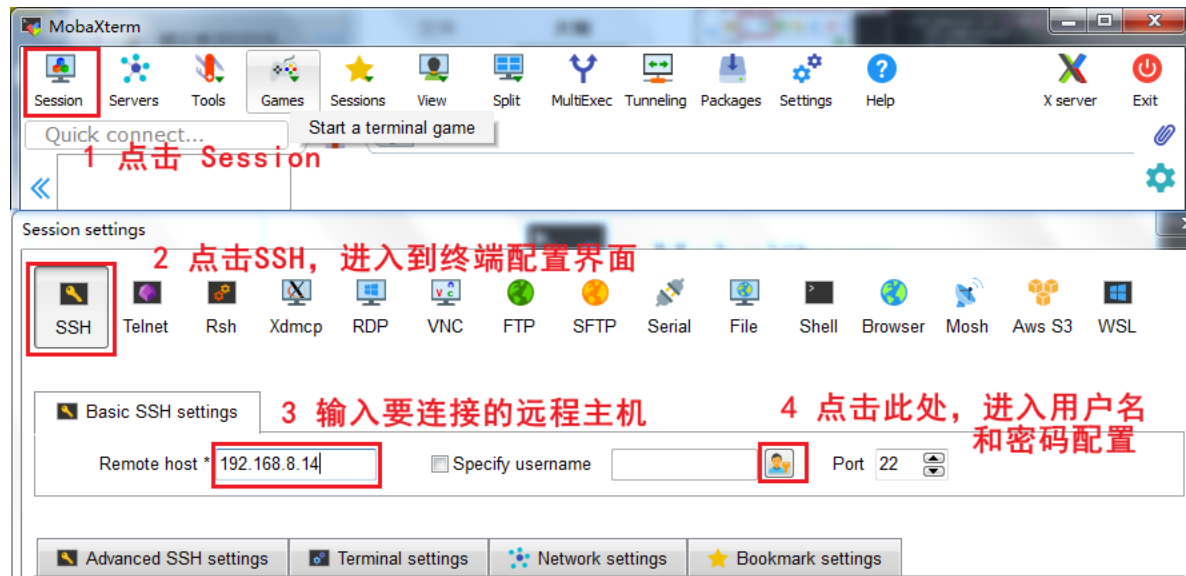 MobaXterm
Session Servers Tools Games Sessions View Split MultiExec Tunneling Packages Settings Help X server Exit
Start a terminal game
Quick connect...
1 点击 Session
Session settings
2 点击SSH，进入到终端配置界面
SSH Telnet Rsh Xdmcp RDP VNC FTP SFTP Serial File Shell Browser Mosh Aws S3 WSL
Basic SSH settings
3 输入要连接的远程主机
4 点击此处，进入用户名
和密码配置
Remote host * 192.168.8.14 Specify username Port 22
Advanced SSH settings Terminal settings Network settings Bookmark settings